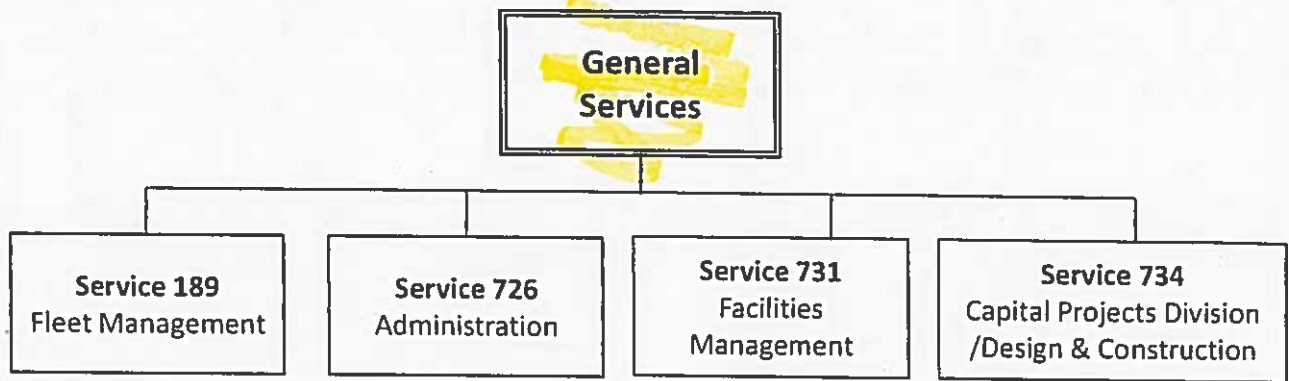 General
Services
Service 189
Fleet Management
Service 726
Administration
Service 731
Facilities
Management
Service 734
Capital Projects Division
/Design & Construction